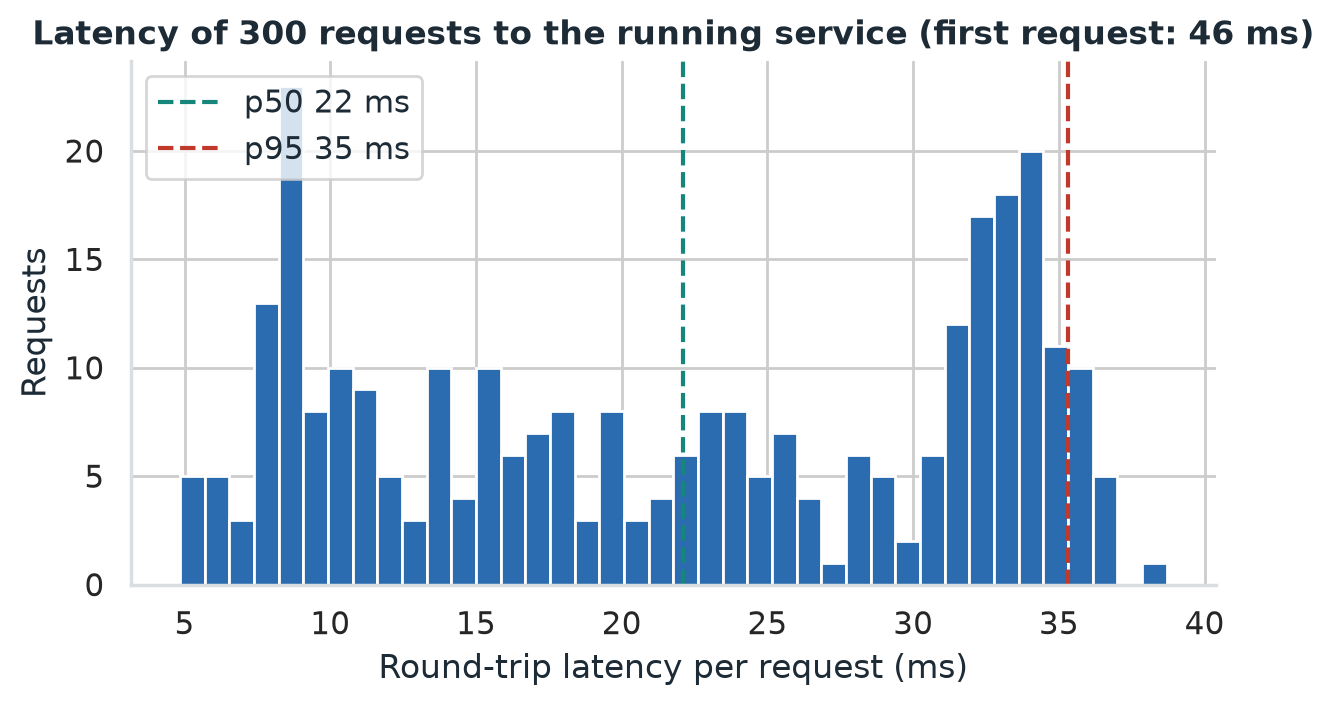 Latency of 300 requests to the running service (first request: 46 ms)
p50 22 ms
p95 35 ms
Requests
20
15
10
5
0
5 10 15 20 25 30 35 40
Round-trip latency per request (ms)